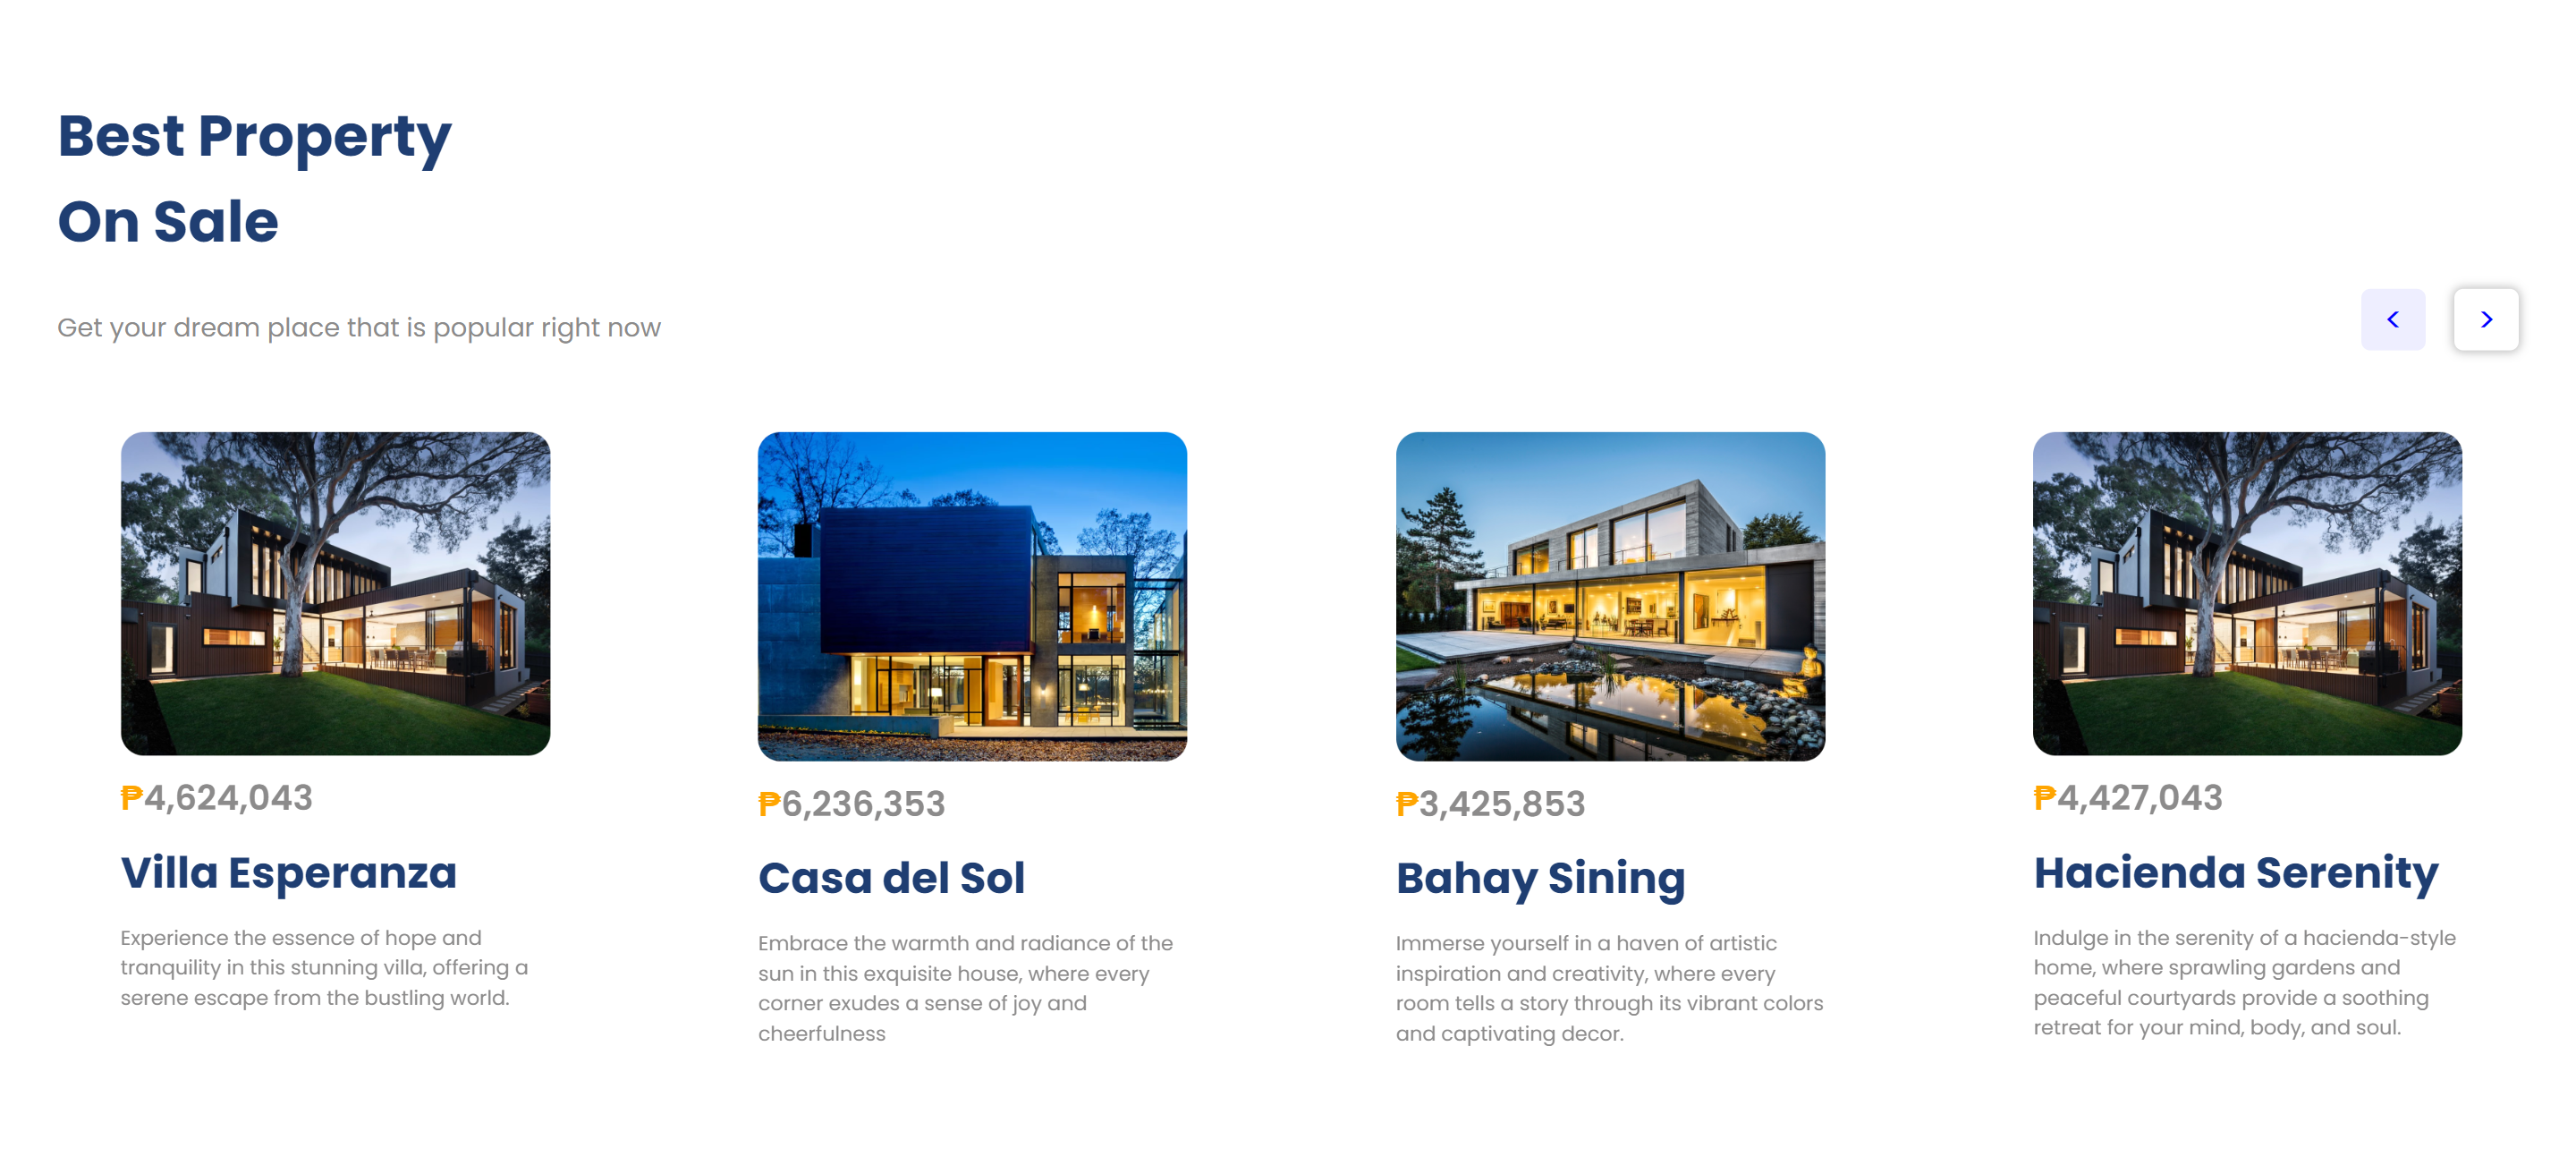 Best Property
On Sale
Get your dream place that is popular right now
<
>
₱4,624,043
Villa Esperanza
Experience the essence of hope and
tranquility in this stunning villa, offering a
serene escape from the bustling world.
₱6,236,353
Casa del Sol
Embrace the warmth and radiance of the
sun in this exquisite house, where every
corner exudes a sense of joy and
cheerfulness
₱3,425,853
Bahay Sining
Immerse yourself in a haven of artistic
inspiration and creativity, where every
room tells a story through its vibrant colors
and captivating decor.
₱4,427,043
Hacienda Serenity
Indulge in the serenity of a hacienda-style
home, where sprawling gardens and
peaceful courtyards provide a soothing
retreat for your mind, body, and soul.